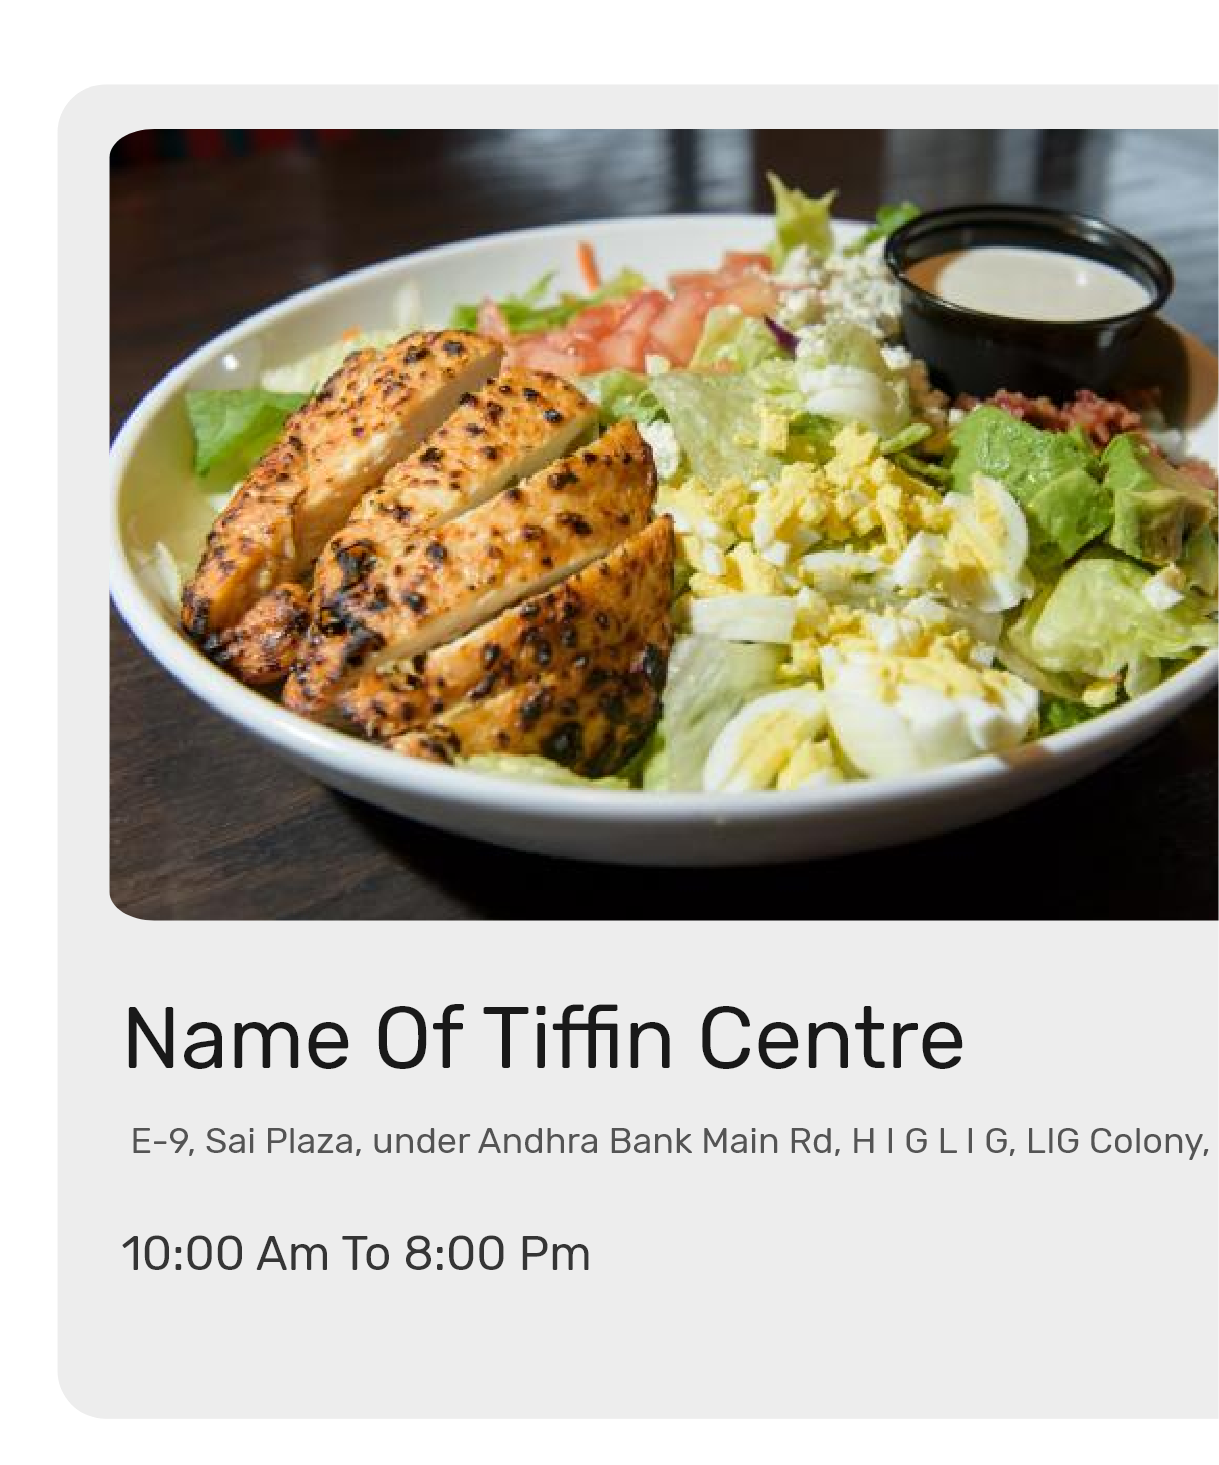 Name Of Tiffin Centre
E-9, Sai Plaza, under Andhra Bank Main Rd, H I G L I G, LIG Colony,
10:00 Am To 8:00 Pm